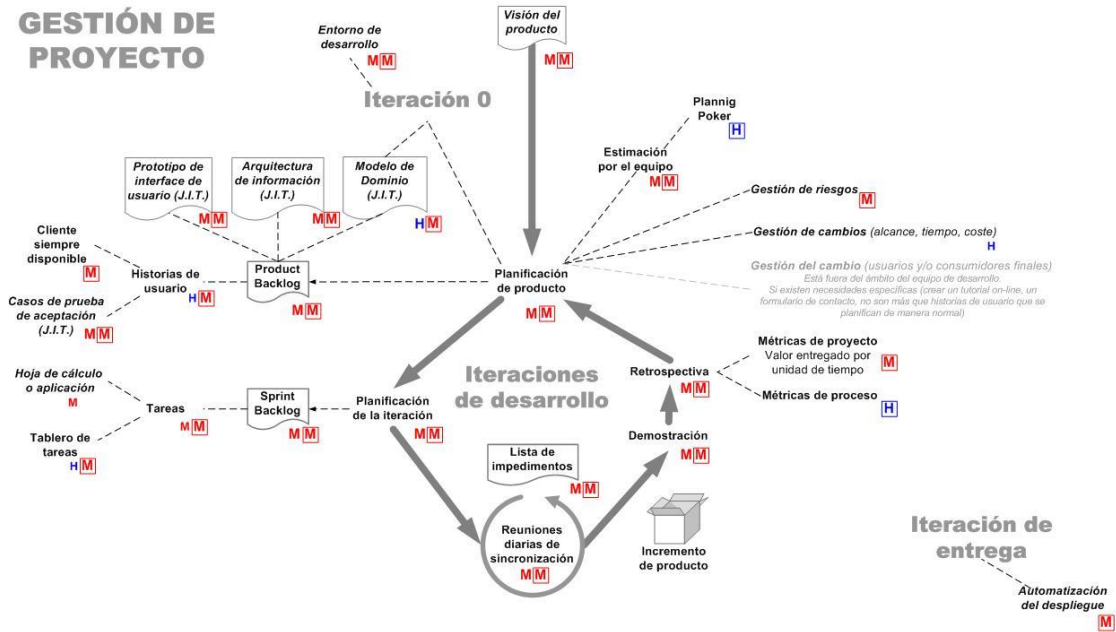 GESTIÓN DE
PROYECTO
Entorno de
desarrollo
M M
Visión del
producto
M M
Iteración 0
Plannig
Poker
H
Estimación
por el equipo
M M
Prototipo de
interface de
usuario (J.I.T.)
M M
Arquitectura
de información
(J.I.T.)
M M
Modelo de
Dominio
(J.I.T.)
H M
Gestión de riesgos
M
Gestión de cambios (alcance, tiempo, coste)
H
Gestión del cambio (usuarios y/o consumidores finales)
Está fuera del ámbito del equipo de desarrollo.
Si existen necesidades específicas (crear un tutorial on-line, un
formulario de contacto, no son más que historias de usuario que se
planifican de manera normal)
Cliente
siempre
disponible
M
Historias de
usuario
H M
Product
Backlog
M M
Planificación
de producto
M M
Casos de prueba
de aceptación
(J.I.T.)
M M
Métricas de proyecto
Valor entregado por
unidad de tiempo
M
Retrospectiva
M M
Métricas de proceso
H
Iteraciones
de desarrollo
Hoja de cálculo
o aplicación
M
Tareas
M M
Sprint
Backlog
M M
Planificación
de la iteración
M M
Tablero de
tareas
H M
Demostración
M M
Lista de
impedimentos
M M
Reuniones
diarias de
sincronización
M M
Incremento
de producto
Iteración de
entrega
Automatización
del despliegue
M